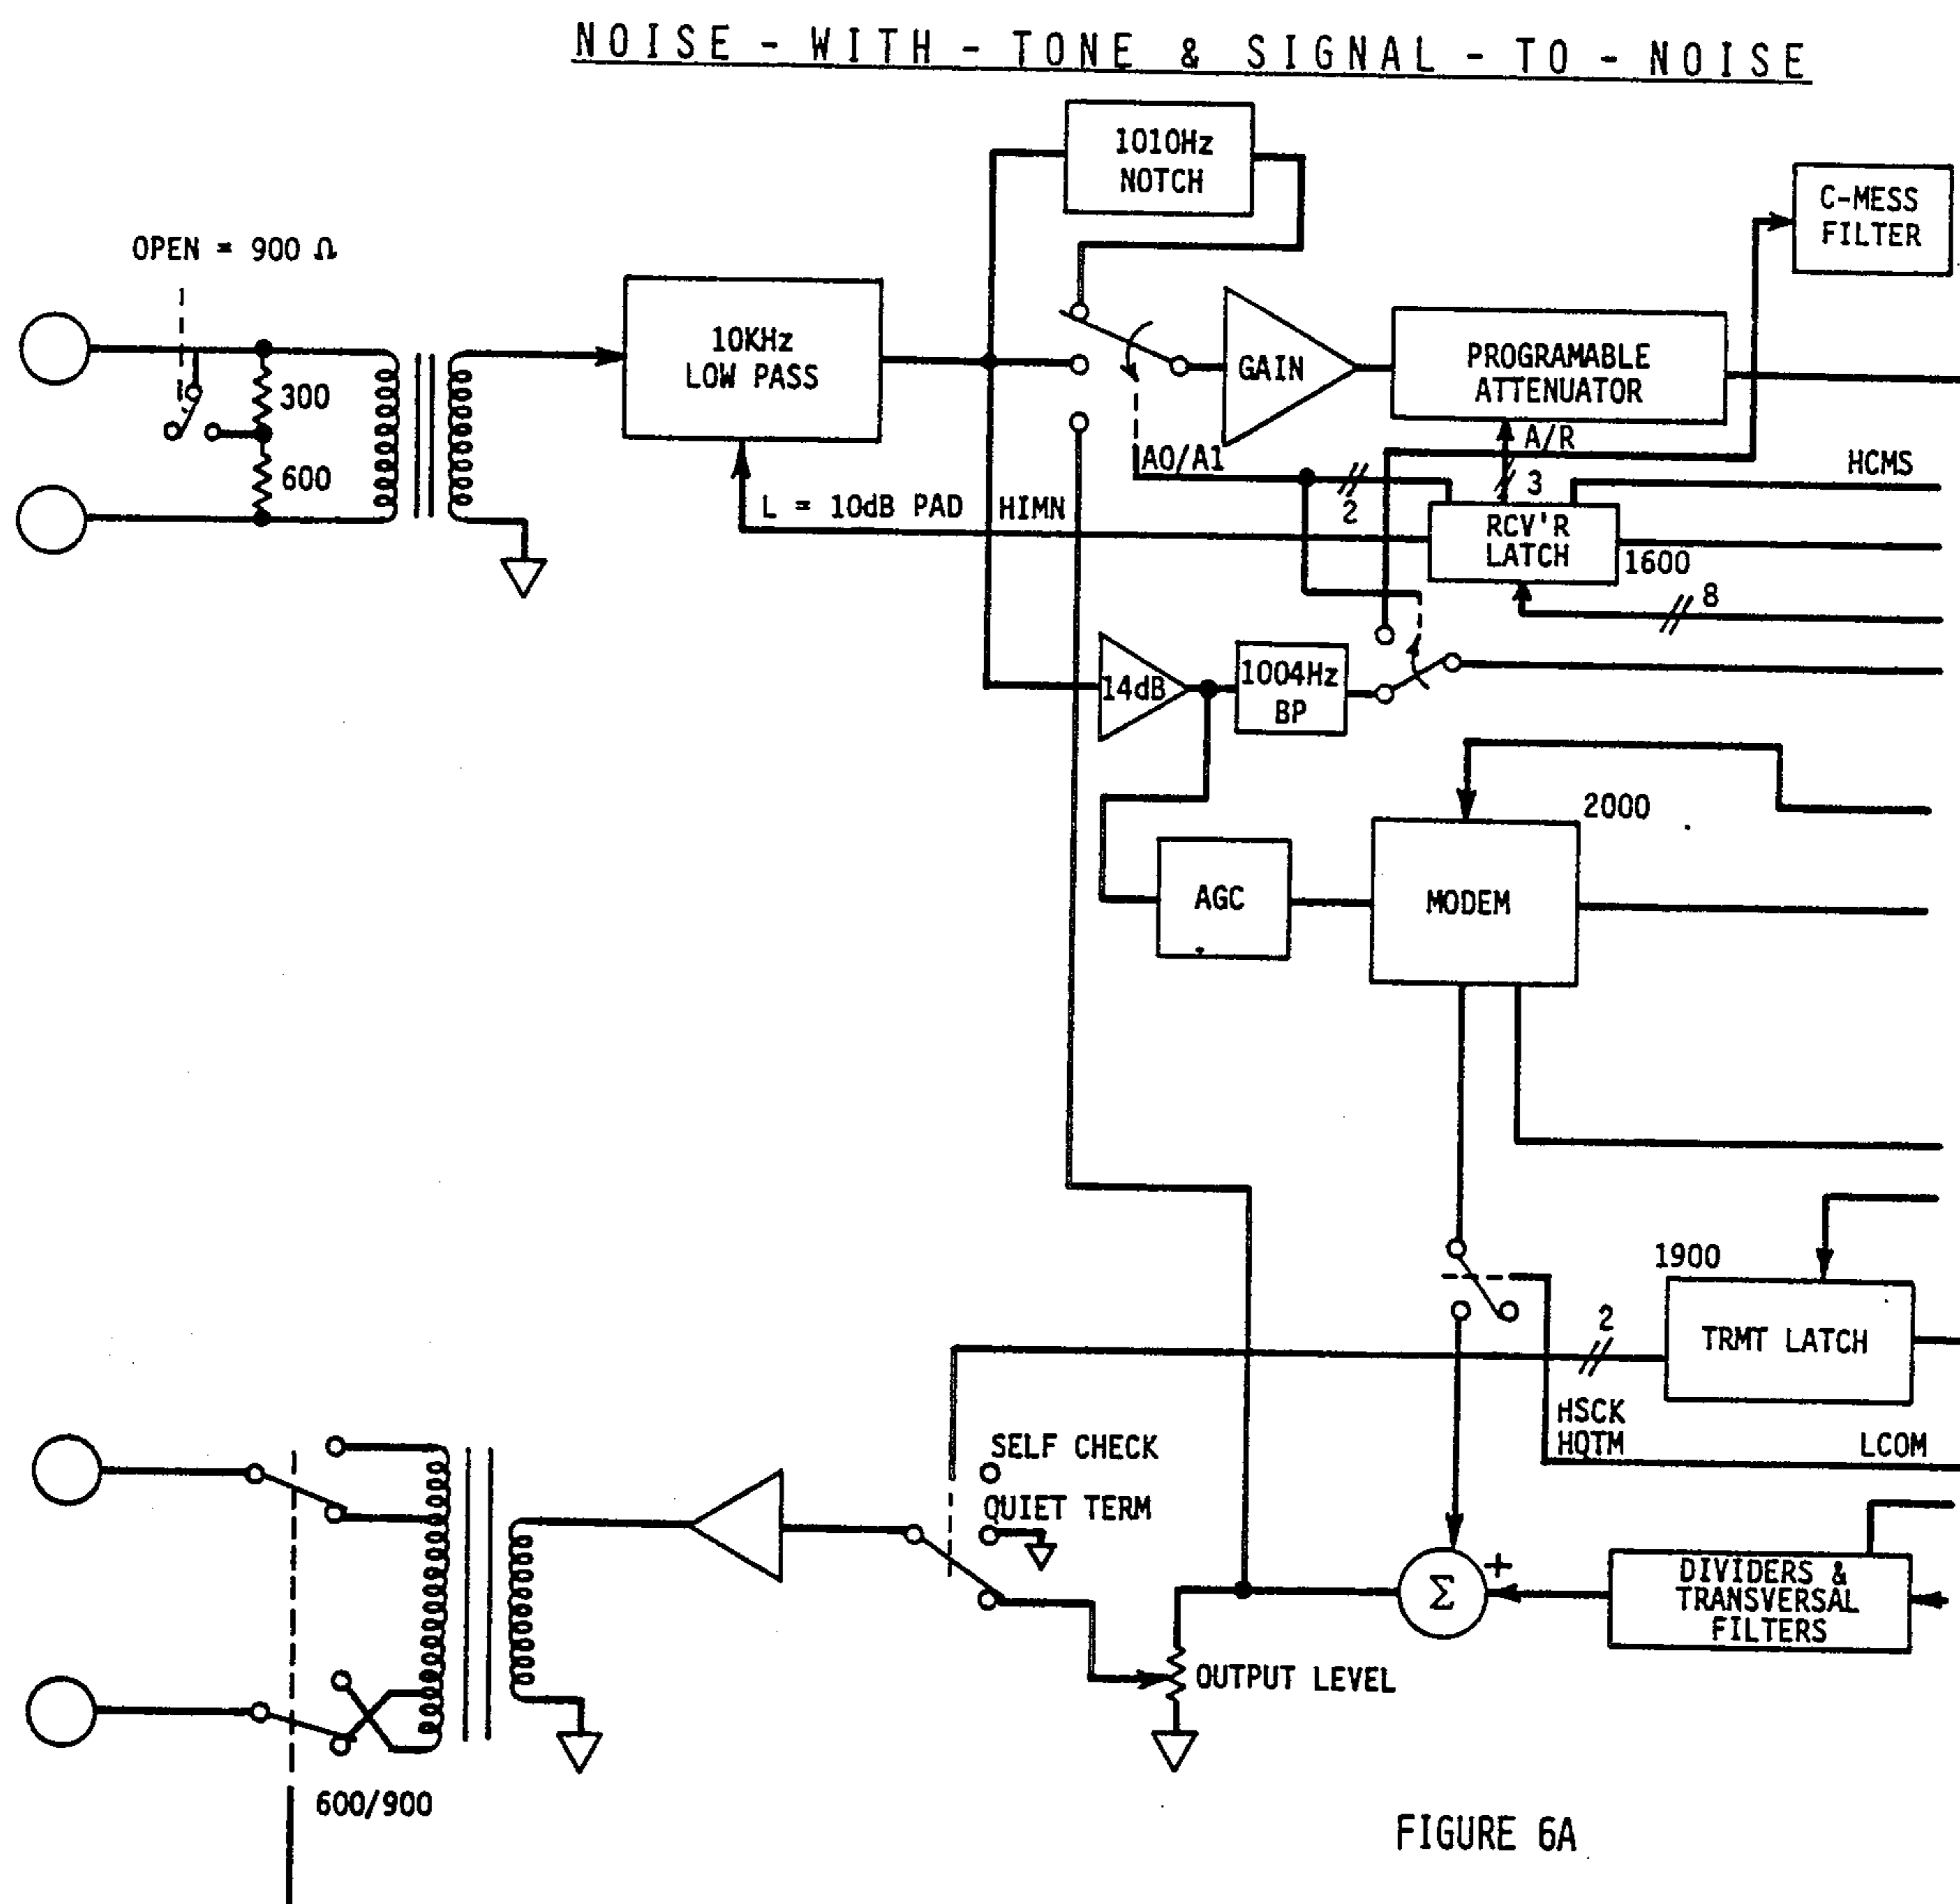 NOISE - WITH - TONE & SIGNAL - TO - NOISE
1010Hz
NOTCH
C-MESS
FILTER
OPEN = 900 Ω
300
600
10KHz
LOW PASS
GAIN
PROGRAMABLE
ATTENUATOR
A/R
A0/A1
HCMS
3
2
L = 10dB PAD
HIMN
RCV'R
LATCH
1600
8
14dB
1004Hz
BP
2000
AGC
MODEM
1900
2
TRMT LATCH
HSCK
HQTM
LCOM
SELF CHECK
QUIET TERM
Σ
+
DIVIDERS &
TRANSVERSAL
FILTERS
OUTPUT LEVEL
600/900
FIGURE 6A